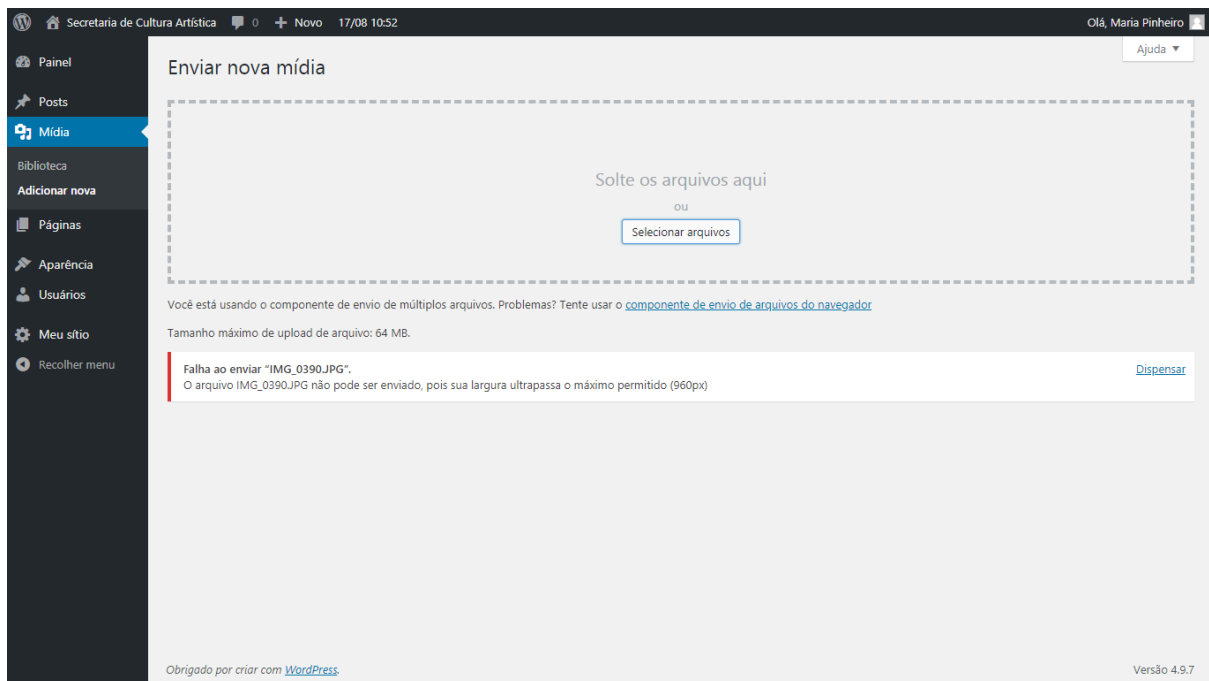 Secretaria de Cultura Artística 0 Novo 17/08 10:52 Olá, Maria Pinheiro
Ajuda
Painel
Posts
Mídia
Biblioteca
Adicionar nova
Páginas
Aparência
Usuários
Meu sítio
Recolher menu
Enviar nova mídia
Solte os arquivos aqui
ou
Selecionar arquivos
Você está usando o componente de envio de múltiplos arquivos. Problemas? Tente usar o componente de envio de arquivos do navegador
Tamanho máximo de upload de arquivo: 64 MB.
Falha ao enviar “IMG_0390.JPG”. Dispensar
O arquivo IMG_0390.JPG não pode ser enviado, pois sua largura ultrapassa o máximo permitido (960px)
Obrigado por criar com WordPress. Versão 4.9.7